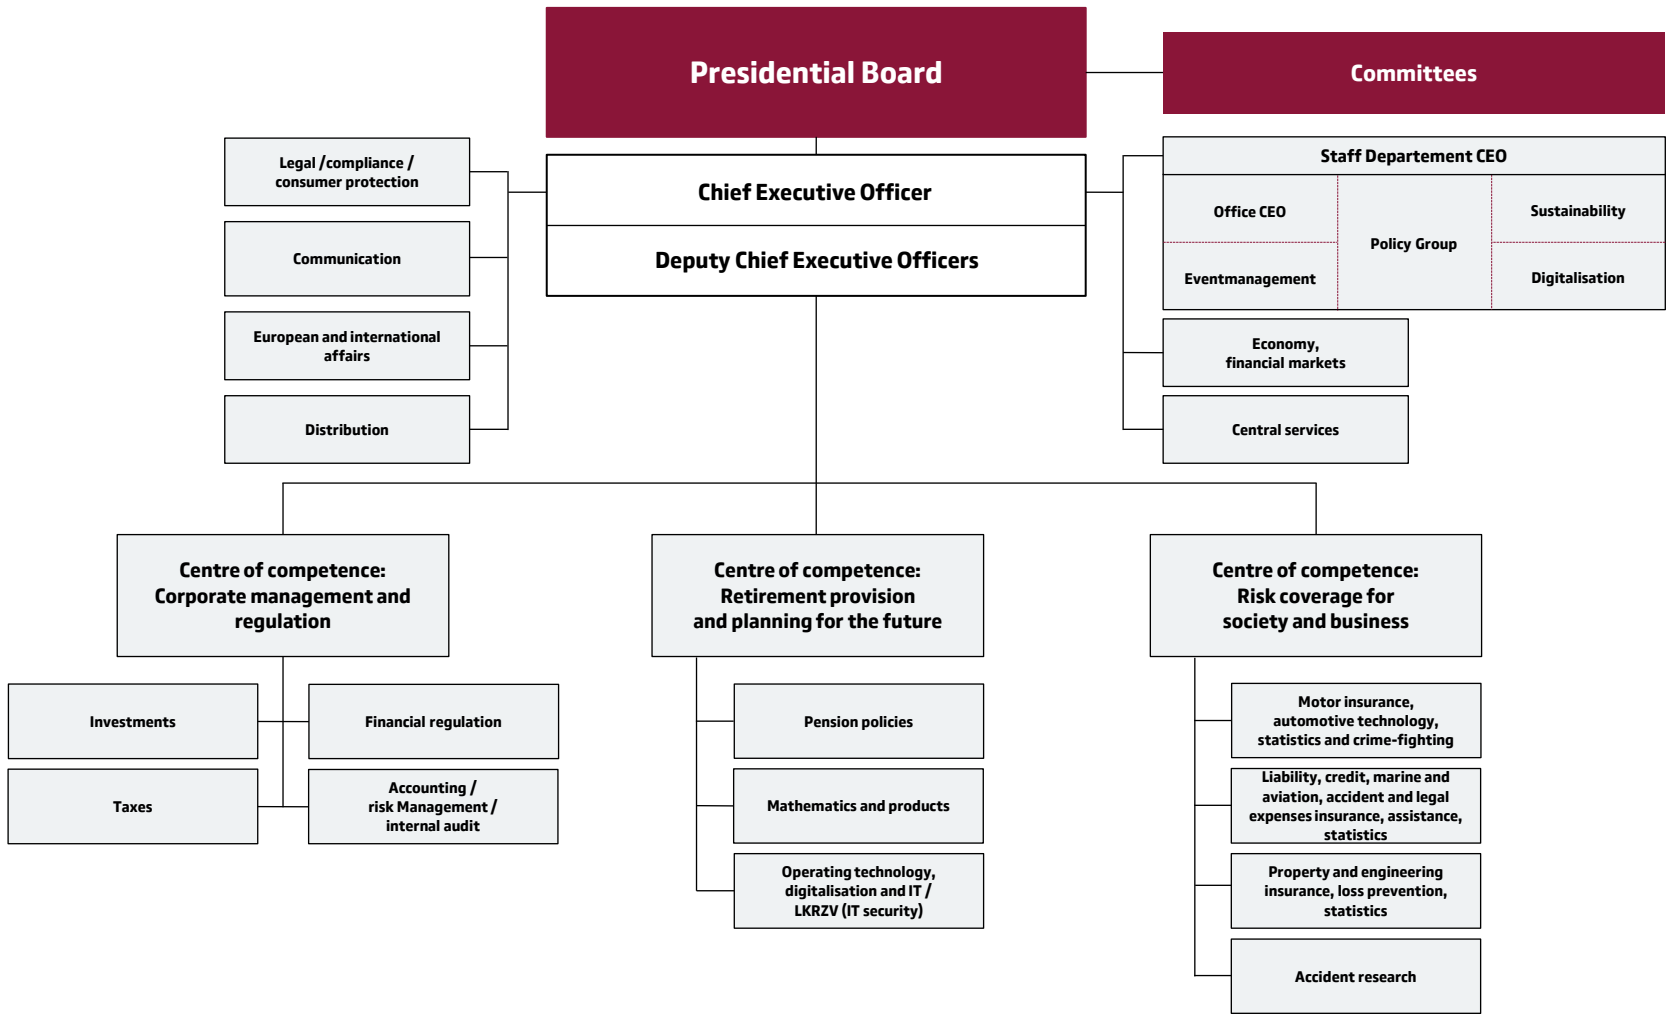 Presidential Board
Committees
Legal /compliance /
consumer protection
Communication
European and international
affairs
Distribution
Chief Executive Officer
Deputy Chief Executive Officers
Staff Departement CEO
Office CEO
Eventmanagement
Policy Group
Sustainability
Digitalisation
Economy,
financial markets
Central services
Centre of competence:
Corporate management and
regulation
Investments
Financial regulation
Taxes
Accounting /
risk Management /
internal audit
Centre of competence:
Retirement provision
and planning for the future
Pension policies
Mathematics and products
Operating technology,
digitalisation and IT /
LKRZV (IT security)
Centre of competence:
Risk coverage for
society and business
Motor insurance,
automotive technology,
statistics and crime-fighting
Liability, credit, marine and
aviation, accident and legal
expenses insurance, assistance,
statistics
Property and engineering
insurance, loss prevention,
statistics
Accident research